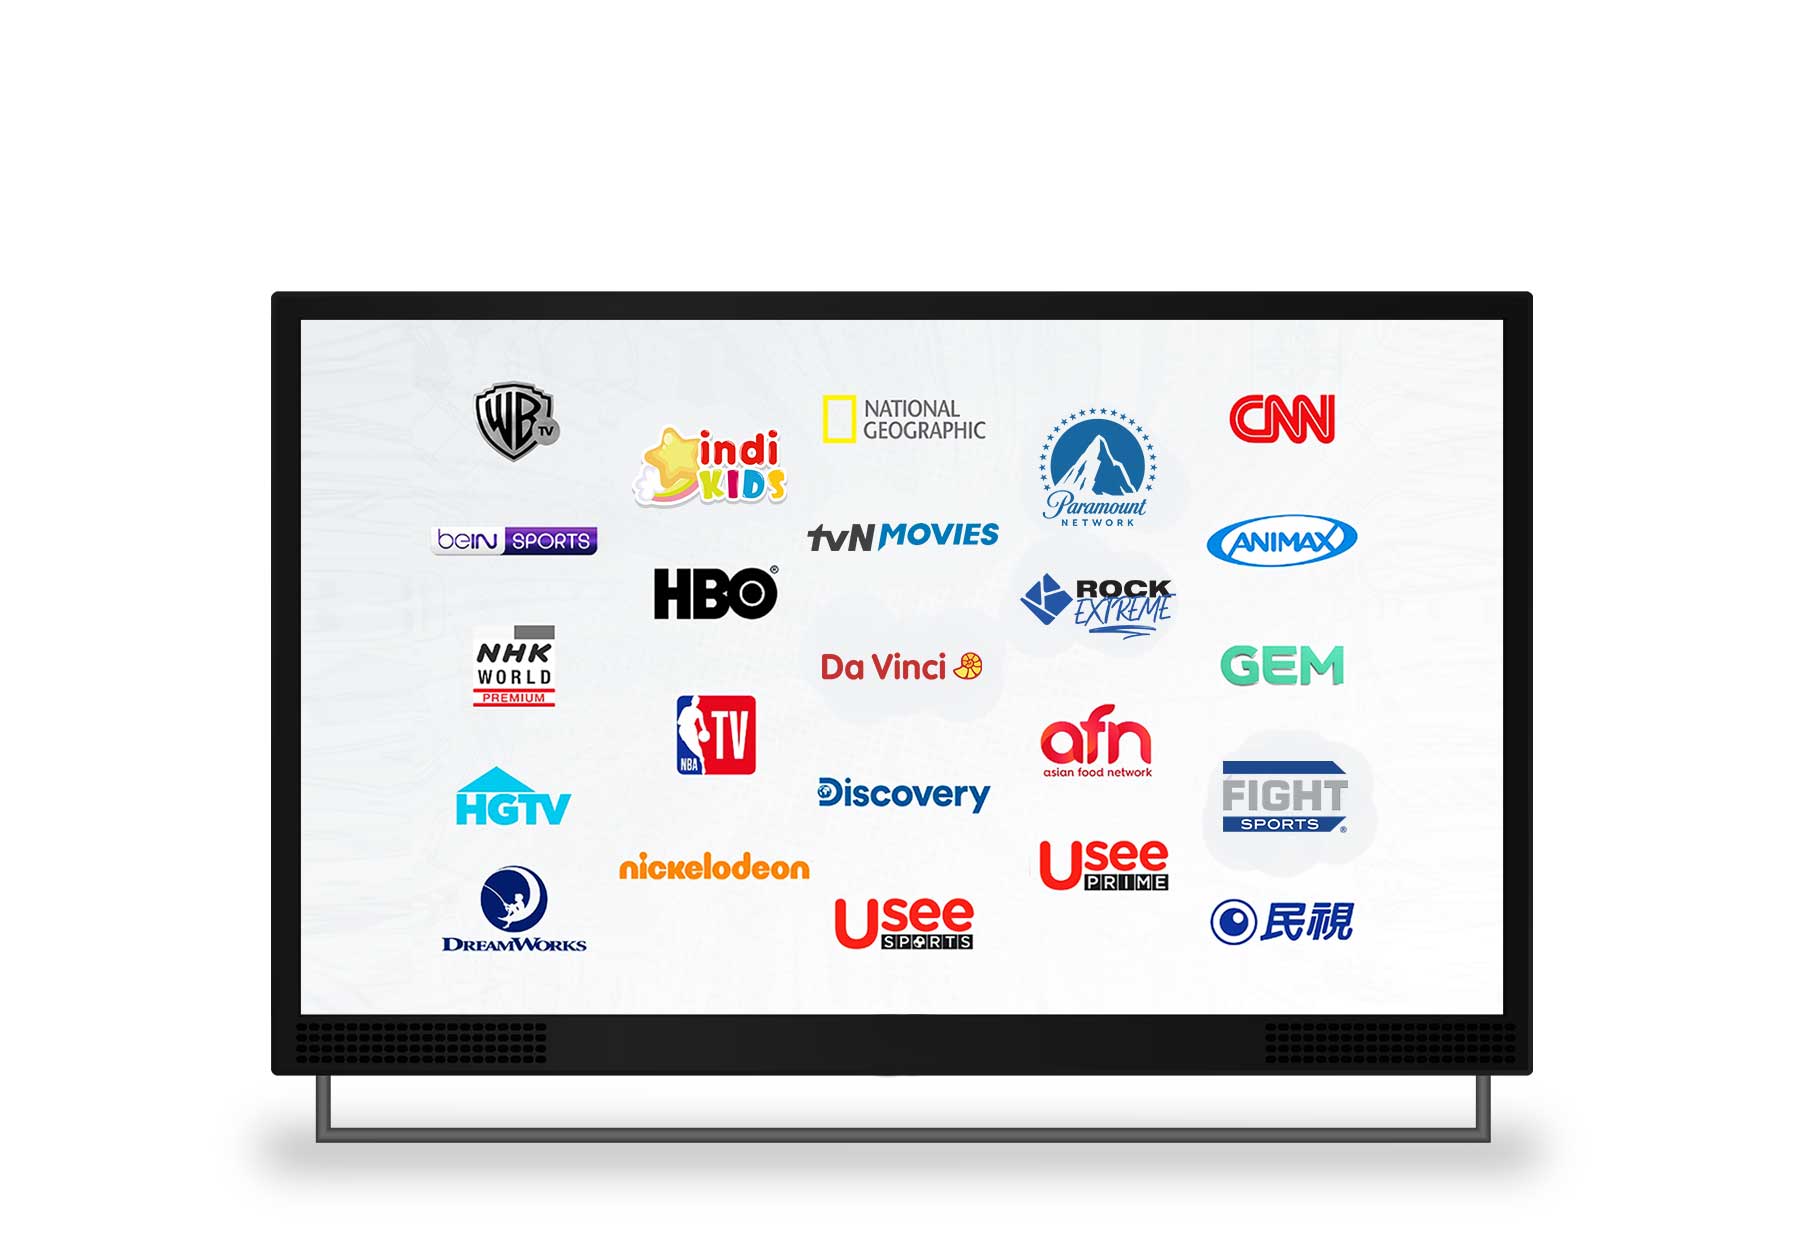 WB
TV
indi
KIDS
NATIONAL
GEOGRAPHIC
Paramount
NETWORK
CNN
beIN SPORTS
tvN MOVIES
ANIMAX
HBO®
ROCK
EXTREME
NHK
WORLD
PREMIUM
Da Vinci
GEM
NBA TV
afn
asian food network
HGTV
Discovery
FIGHT
SPORTS®
nickelodeon
Usee
PRIME
DREAMWORKS
Usee
SPORTS
民視